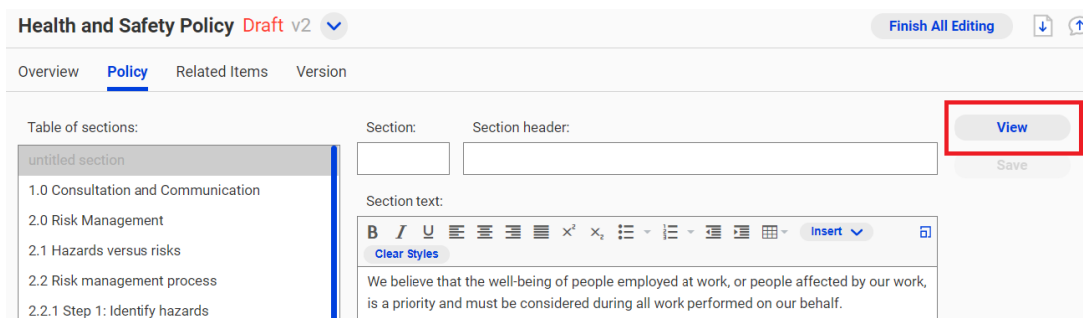 Health and Safety Policy Draft v2
Finish All Editing
Overview Policy Related Items Version
Table of sections:
untitled section
1.0 Consultation and Communication
2.0 Risk Management
2.1 Hazards versus risks
2.2 Risk management process
2.2.1 Step 1: Identify hazards
Section: Section header:
View
Save
Section text:
B I U x² x₂ Insert
Clear Styles
We believe that the well-being of people employed at work, or people affected by our work,
is a priority and must be considered during all work performed on our behalf.